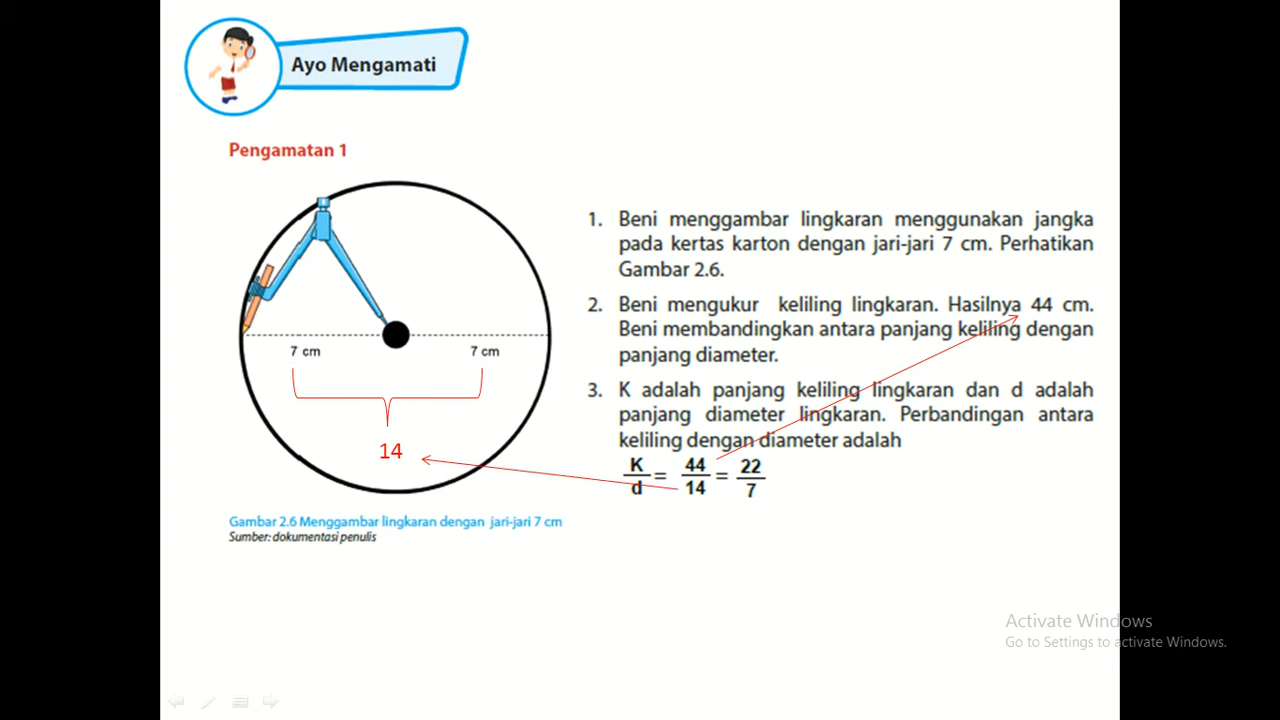 Ayo Mengamati
Pengamatan 1
7 cm
7 cm
14
Gambar 2.6 Menggambar lingkaran dengan jari-jari 7 cm
Sumber: dokumentasi penulis
1. Beni menggambar lingkaran menggunakan jangka
pada kertas karton dengan jari-jari 7 cm. Perhatikan
Gambar 2.6.
2. Beni mengukur keliling lingkaran. Hasilnya 44 cm.
Beni membandingkan antara panjang keliling dengan
panjang diameter.
3. K adalah panjang keliling lingkaran dan d adalah
panjang diameter lingkaran. Perbandingan antara
keliling dengan diameter adalah
K/d = 44/14 = 22/7
Activate Windows
Go to Settings to activate Windows.